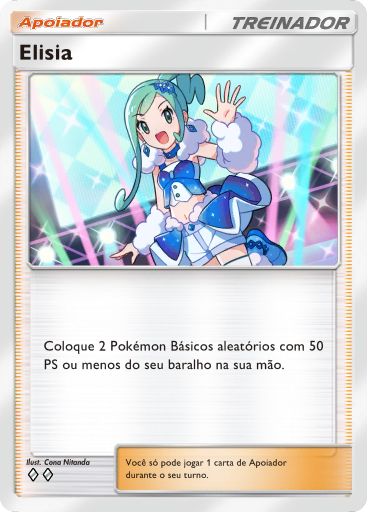 Apoiador
TREINADOR
Elisia
Coloque 2 Pokémon Básicos aleatórios com 50
PS ou menos do seu baralho na sua mão.
Ilust. Cona Nitanda
Você só pode jogar 1 carta de Apoiador
durante o seu turno.